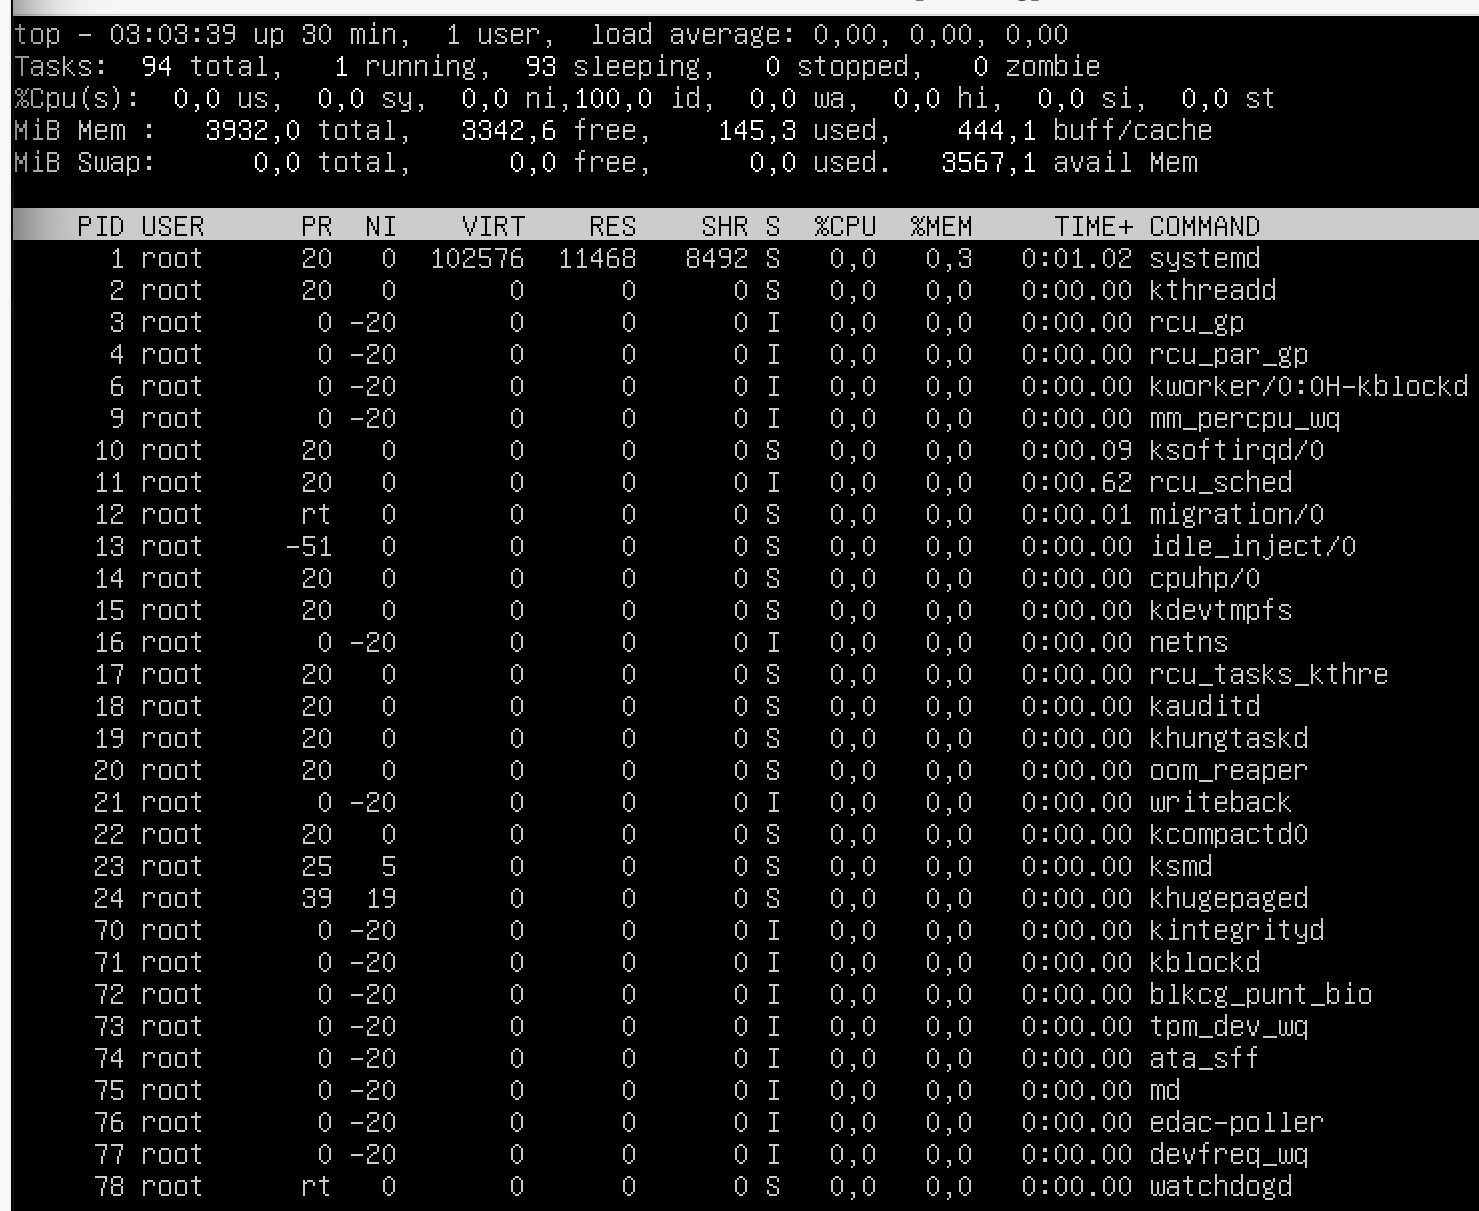 top - 03:03:39 up 30 min,  1 user,  load average: 0,00, 0,00, 0,00
Tasks:  94 total,   1 running,  93 sleeping,   0 stopped,   0 zombie
%Cpu(s):  0,0 us,  0,0 sy,  0,0 ni,100,0 id,  0,0 wa,  0,0 hi,  0,0 si,  0,0 st
MiB Mem :   3932,0 total,   3342,6 free,    145,3 used,    444,1 buff/cache
MiB Swap:      0,0 total,      0,0 free,      0,0 used.   3567,1 avail Mem
PID USER PR NI VIRT RES SHR S %CPU %MEM TIME+ COMMAND
1 root 20 0 102576 11468 8492 S 0,0 0,3 0:01.02 systemd
2 root 20 0 0 0 0 S 0,0 0,0 0:00.00 kthreadd
3 root 0 -20 0 0 0 I 0,0 0,0 0:00.00 rcu_gp
4 root 0 -20 0 0 0 I 0,0 0,0 0:00.00 rcu_par_gp
6 root 0 -20 0 0 0 I 0,0 0,0 0:00.00 kworker/0:0H-kblockd
9 root 0 -20 0 0 0 I 0,0 0,0 0:00.00 mm_percpu_wq
10 root 20 0 0 0 0 S 0,0 0,0 0:00.09 ksoftirqd/0
11 root 20 0 0 0 0 I 0,0 0,0 0:00.62 rcu_sched
12 root rt 0 0 0 0 S 0,0 0,0 0:00.01 migration/0
13 root -51 0 0 0 0 S 0,0 0,0 0:00.00 idle_inject/0
14 root 20 0 0 0 0 S 0,0 0,0 0:00.00 cpuhp/0
15 root 20 0 0 0 0 S 0,0 0,0 0:00.00 kdevtmpfs
16 root 0 -20 0 0 0 I 0,0 0,0 0:00.00 netns
17 root 20 0 0 0 0 S 0,0 0,0 0:00.00 rcu_tasks_kthre
18 root 20 0 0 0 0 S 0,0 0,0 0:00.00 kauditd
19 root 20 0 0 0 0 S 0,0 0,0 0:00.00 khungtaskd
20 root 20 0 0 0 0 S 0,0 0,0 0:00.00 oom_reaper
21 root 0 -20 0 0 0 I 0,0 0,0 0:00.00 writeback
22 root 20 0 0 0 0 S 0,0 0,0 0:00.00 kcompactd0
23 root 25 5 0 0 0 S 0,0 0,0 0:00.00 ksmd
24 root 39 19 0 0 0 S 0,0 0,0 0:00.00 khugepaged
70 root 0 -20 0 0 0 I 0,0 0,0 0:00.00 kintegrityd
71 root 0 -20 0 0 0 I 0,0 0,0 0:00.00 kblockd
72 root 0 -20 0 0 0 I 0,0 0,0 0:00.00 blkcg_punt_bio
73 root 0 -20 0 0 0 I 0,0 0,0 0:00.00 tpm_dev_wq
74 root 0 -20 0 0 0 I 0,0 0,0 0:00.00 ata_sff
75 root 0 -20 0 0 0 I 0,0 0,0 0:00.00 md
76 root 0 -20 0 0 0 I 0,0 0,0 0:00.00 edac-poller
77 root 0 -20 0 0 0 I 0,0 0,0 0:00.00 devfreq_wq
78 root rt 0 0 0 0 S 0,0 0,0 0:00.00 watchdogd